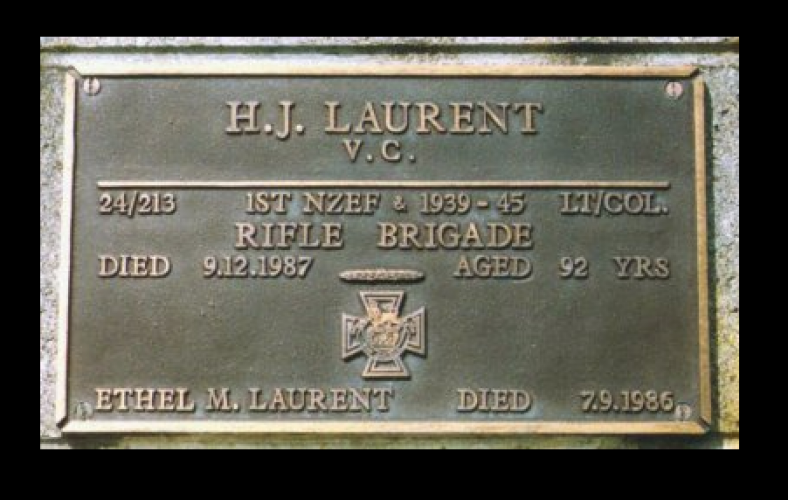 H.J. LAURENT
V.C.
24/213 1ST NZEF & 1939-45 LT/COL.
RIFLE BRIGADE
DIED 9.12.1987 AGED 92 YRS
ETHEL M. LAURENT DIED 7.9.1986